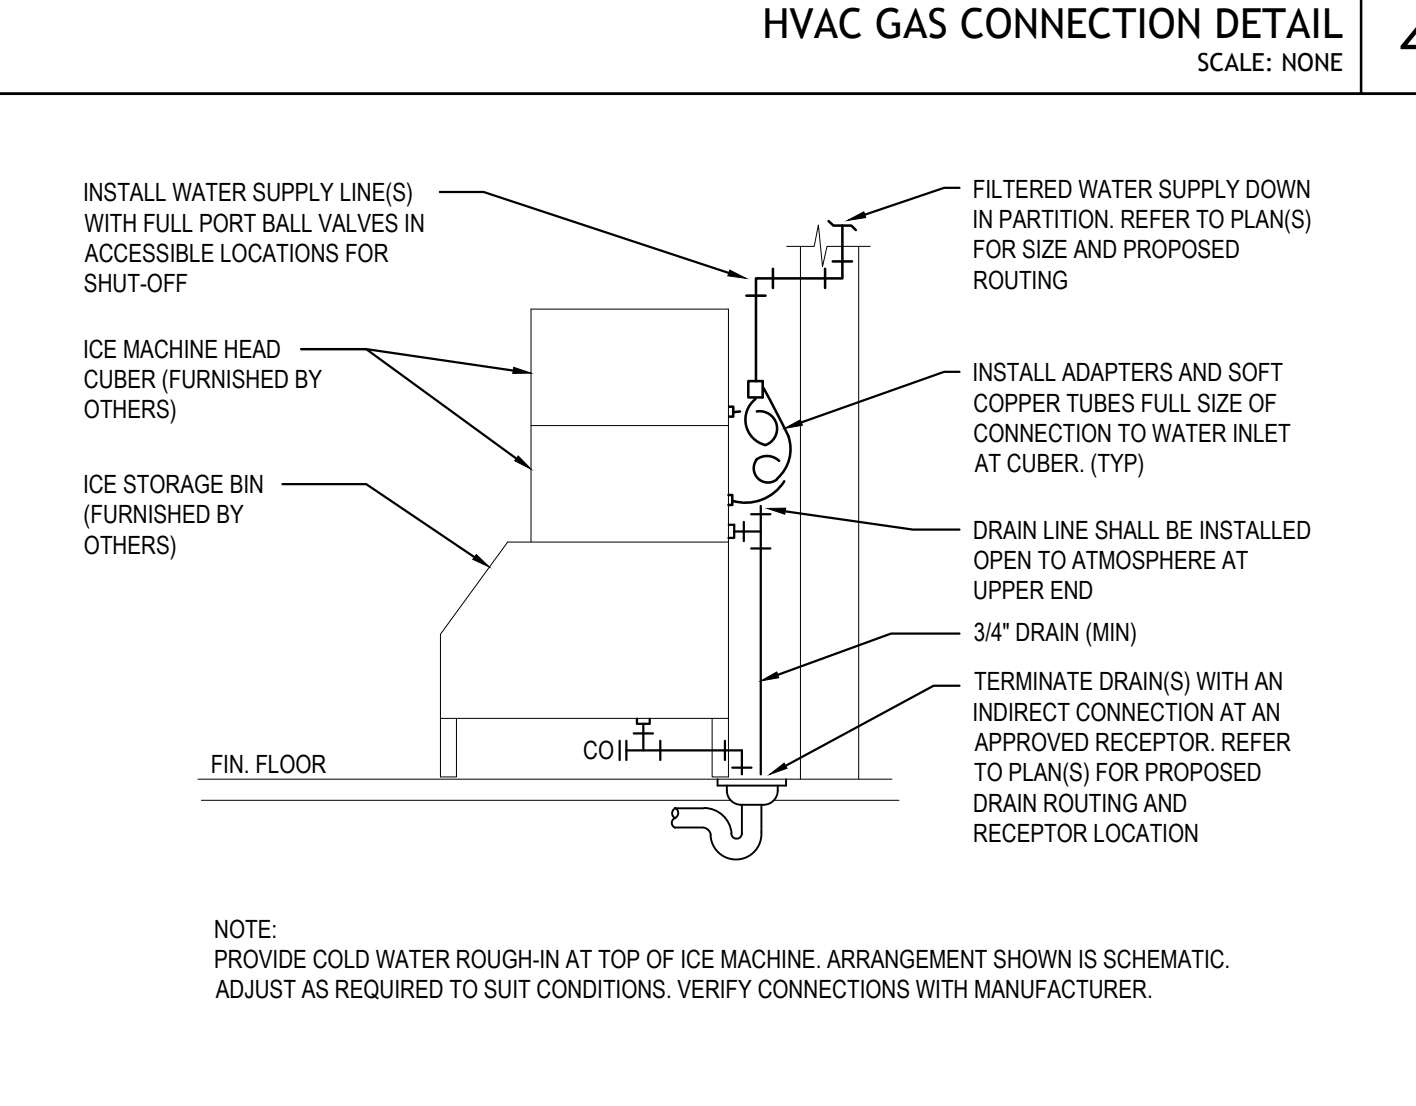 HVAC GAS CONNECTION DETAIL
SCALE: NONE
INSTALL WATER SUPPLY LINE(S)
WITH FULL PORT BALL VALVES IN
ACCESSIBLE LOCATIONS FOR
SHUT-OFF
ICE MACHINE HEAD
CUBER (FURNISHED BY
OTHERS)
ICE STORAGE BIN
(FURNISHED BY
OTHERS)
FILTERED WATER SUPPLY DOWN
IN PARTITION. REFER TO PLAN(S)
FOR SIZE AND PROPOSED
ROUTING
INSTALL ADAPTERS AND SOFT
COPPER TUBES FULL SIZE OF
CONNECTION TO WATER INLET
AT CUBER. (TYP)
DRAIN LINE SHALL BE INSTALLED
OPEN TO ATMOSPHERE AT
UPPER END
3/4" DRAIN (MIN)
TERMINATE DRAIN(S) WITH AN
INDIRECT CONNECTION AT AN
APPROVED RECEPTOR. REFER
TO PLAN(S) FOR PROPOSED
DRAIN ROUTING AND
RECEPTOR LOCATION
CO
FIN. FLOOR
NOTE:
PROVIDE COLD WATER ROUGH-IN AT TOP OF ICE MACHINE. ARRANGEMENT SHOWN IS SCHEMATIC.
ADJUST AS REQUIRED TO SUIT CONDITIONS. VERIFY CONNECTIONS WITH MANUFACTURER.